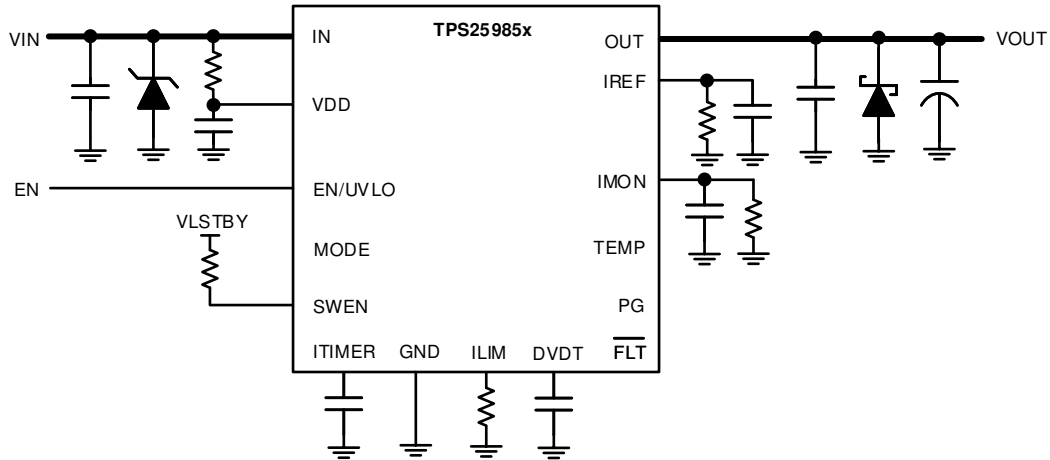 TPS25985x
VIN
IN
OUT
VOUT
IREF
VDD
EN
EN/UVLO
IMON
VLSTBY
MODE
TEMP
SWEN
PG
ITIMER
GND
ILIM
DVDT
FLT